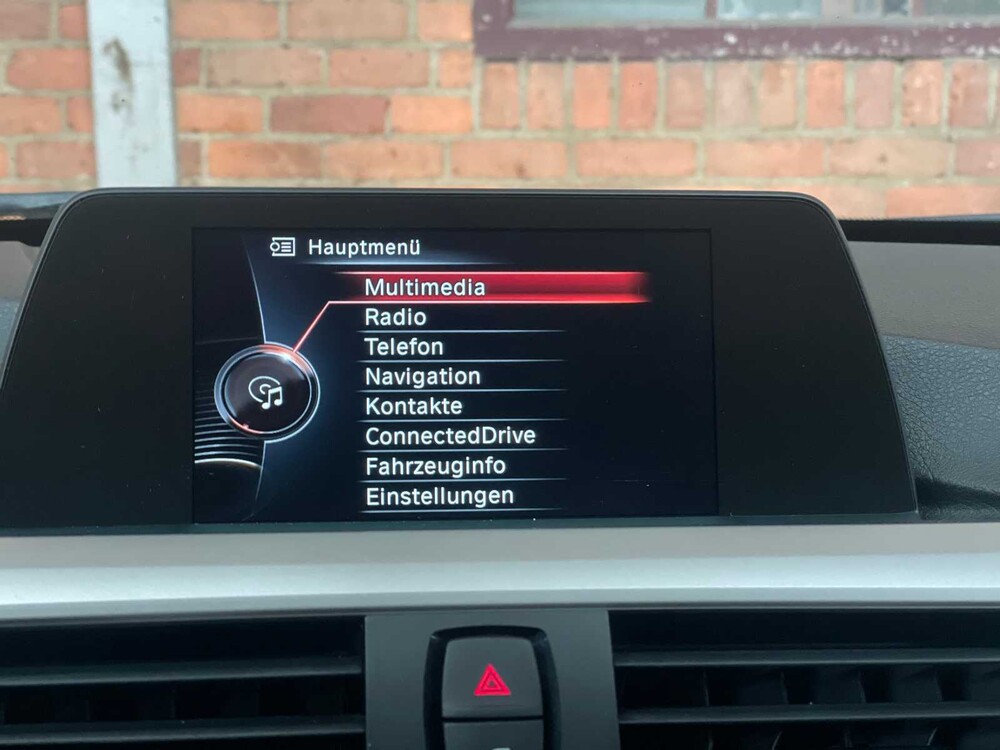 Hauptmenü
Multimedia
Radio
Telefon
Navigation
Kontakte
ConnectedDrive
Fahrzeuginfo
Einstellungen